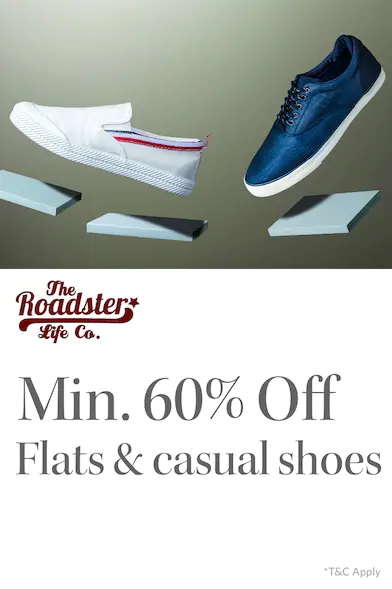 The
Roadster
Life Co.
Min. 60% Off
Flats & casual shoes
*T&C Apply